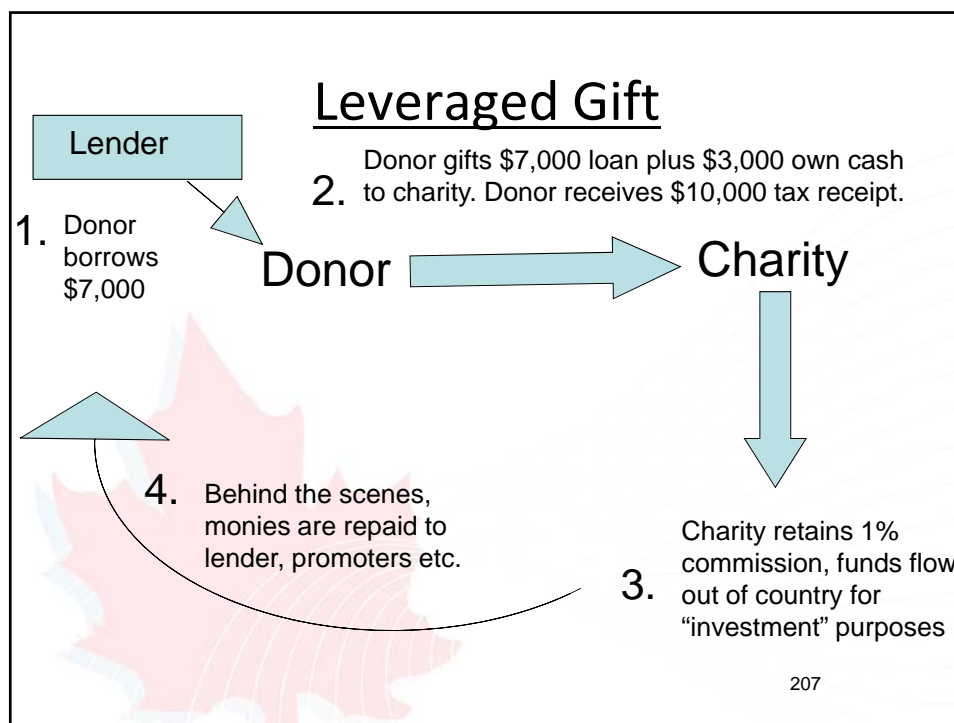 Leveraged Gift
Lender
1. Donor
borrows
$7,000
2. Donor gifts $7,000 loan plus $3,000 own cash
to charity. Donor receives $10,000 tax receipt.
Donor
Charity
3. Charity retains 1%
commission, funds flow
out of country for
“investment” purposes
4. Behind the scenes,
monies are repaid to
lender, promoters etc.
207